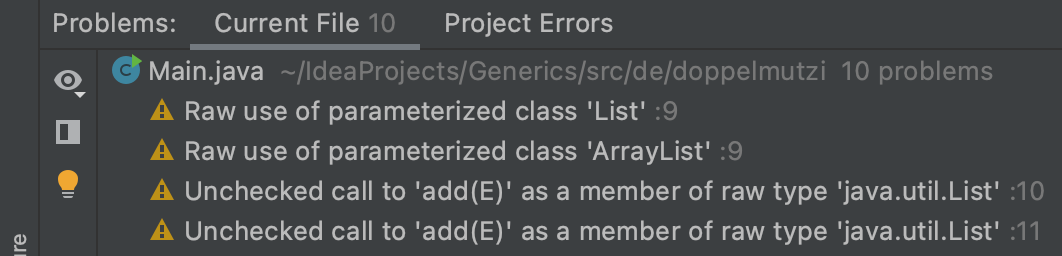 Problems: Current File 10 Project Errors
Main.java ~/IdeaProjects/Generics/src/de/doppelmutzi 10 problems
Raw use of parameterized class 'List' :9
Raw use of parameterized class 'ArrayList' :9
Unchecked call to 'add(E)' as a member of raw type 'java.util.List' :10
Unchecked call to 'add(E)' as a member of raw type 'java.util.List' :11